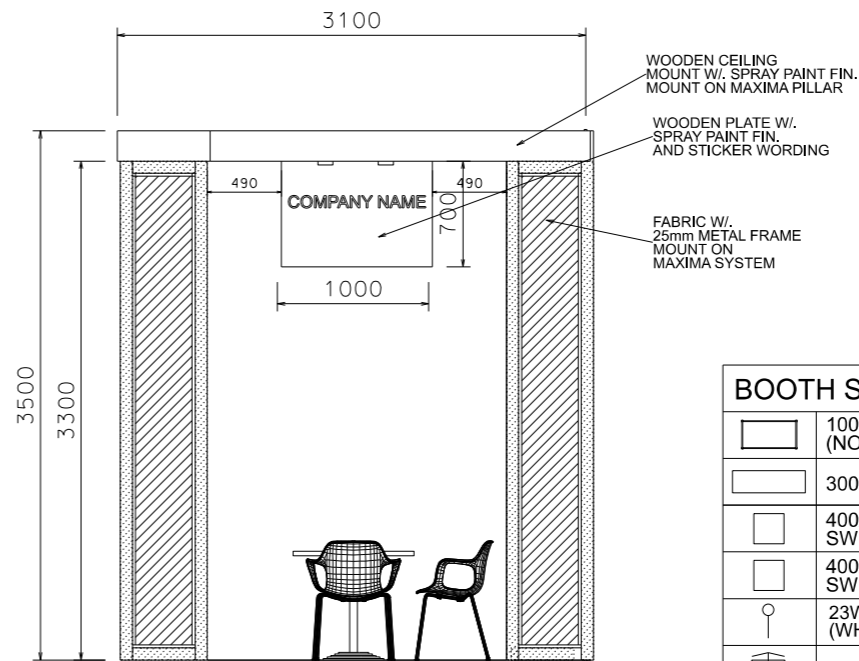 3100
WOODEN CEILING
MOUNT W/. SPRAY PAINT FIN.
MOUNT ON MAXIMA PILLAR
WOODEN PLATE W/.
SPRAY PAINT FIN.
AND STICKER WORDING
490
490
COMPANY NAME
700
FABRIC W/.
25mm METAL FRAME
MOUNT ON
MAXIMA SYSTEM
1000
3500
3300
BOOTH S
100
(NO
300
400
SW
400
SW
23W
(WH